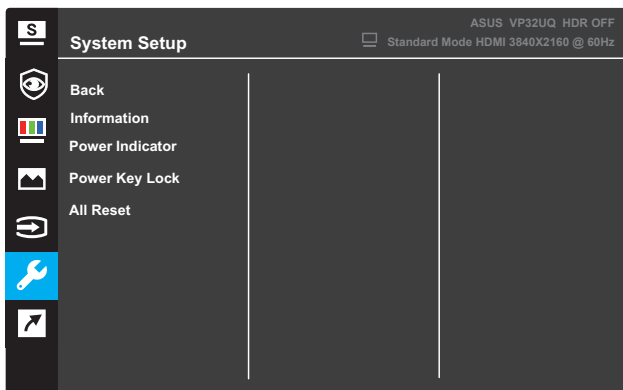 S
ASUS VP32UQ HDR OFF
System Setup
Standard Mode HDMI 3840X2160 @ 60Hz
Back
Information
Power Indicator
Power Key Lock
All Reset